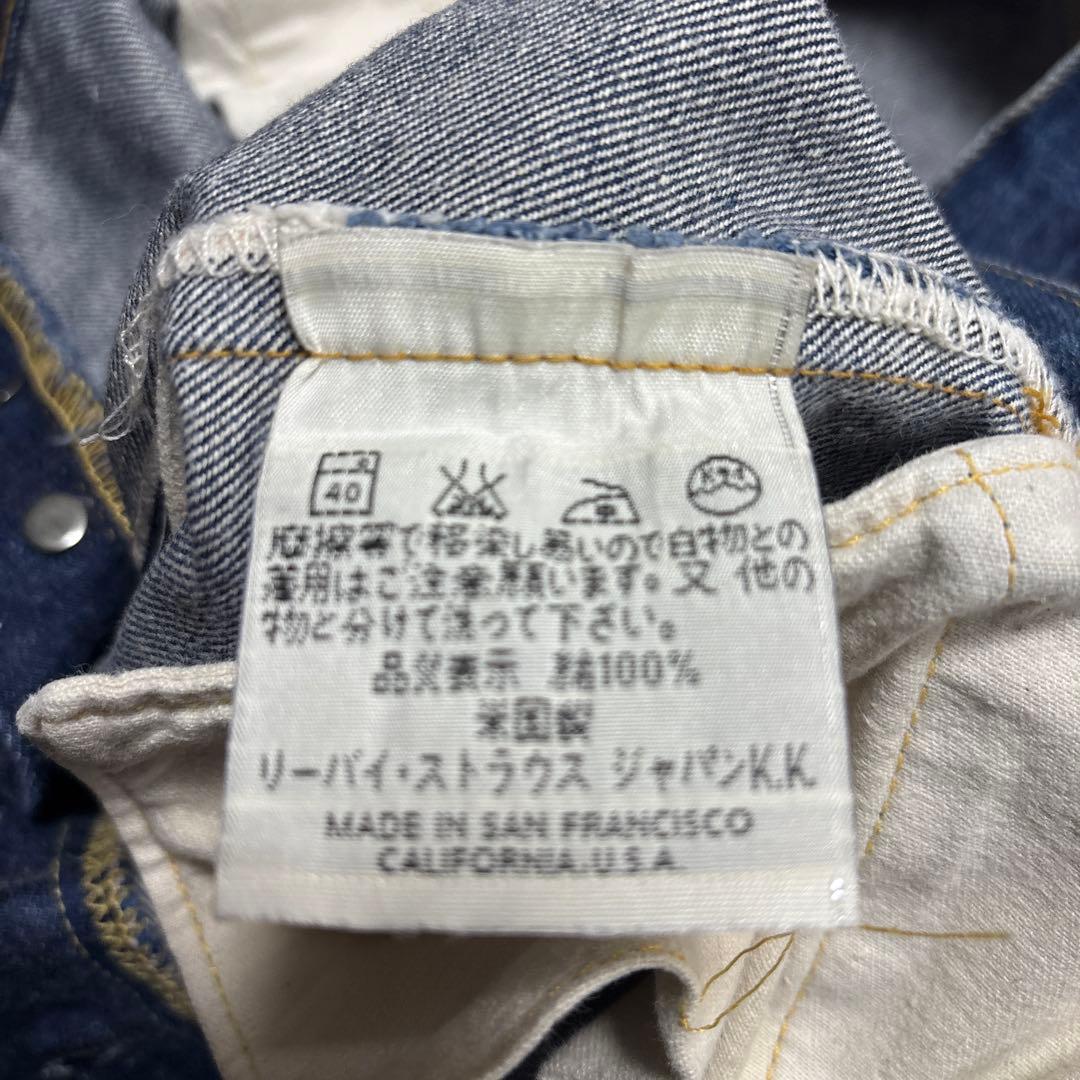 40
摩擦等で移染し易いので白物との
着用はご注意願います。又 他の
物と分けて洗って下さい。
品質表示 綿100%
米国製
リーバイ・ストラウス ジャパンK.K.
MADE IN SAN FRANCISCO
CALIFORNIA.U.S.A.